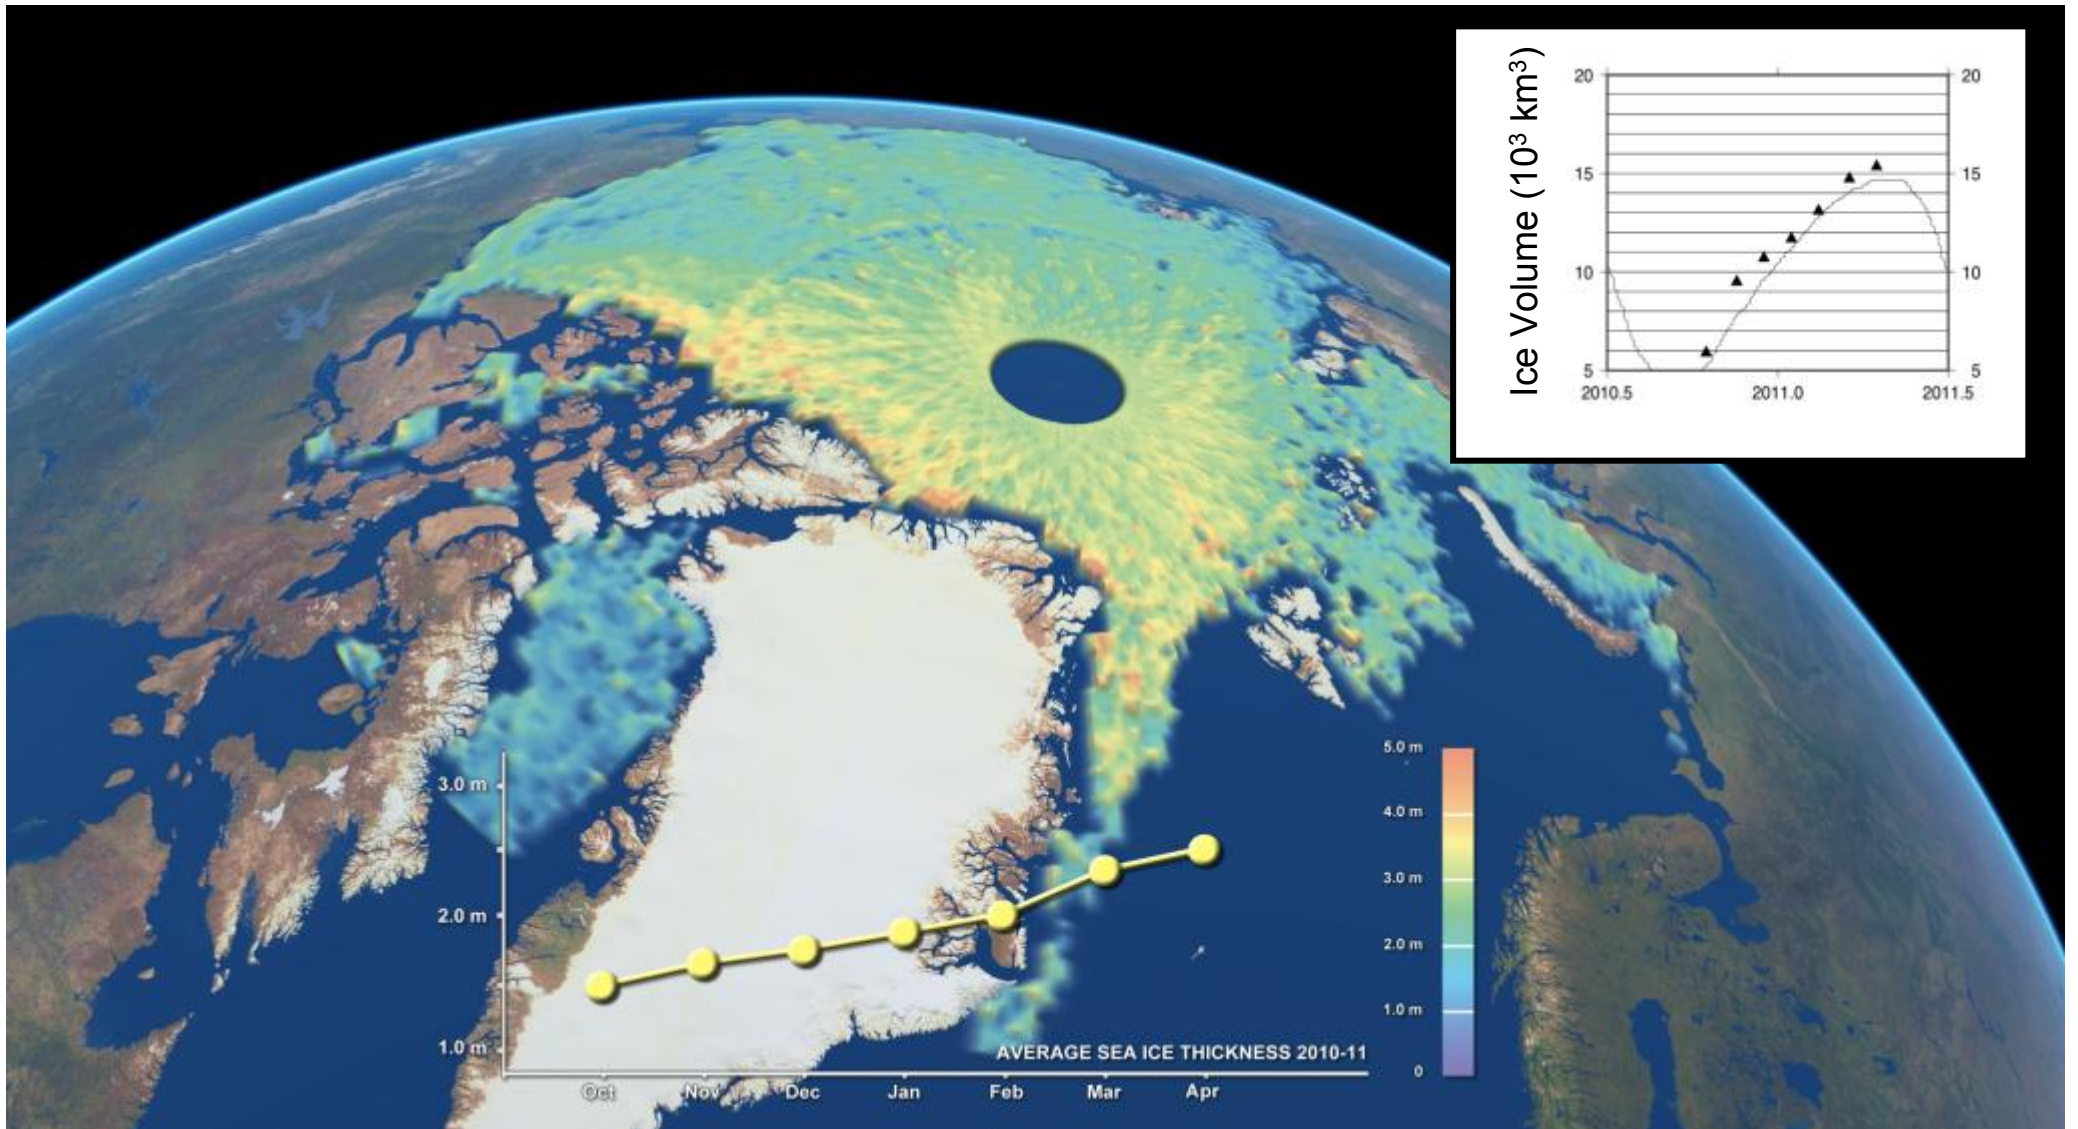 Ice Volume (10³ km³)
20 20
15 15
10 10
5 5
2010.5 2011.0 2011.5
5.0 m
4.0 m
3.0 m
2.0 m
1.0 m
0
3.0 m
2.0 m
1.0 m
AVERAGE SEA ICE THICKNESS 2010-11
Oct Nov Dec Jan Feb Mar Apr